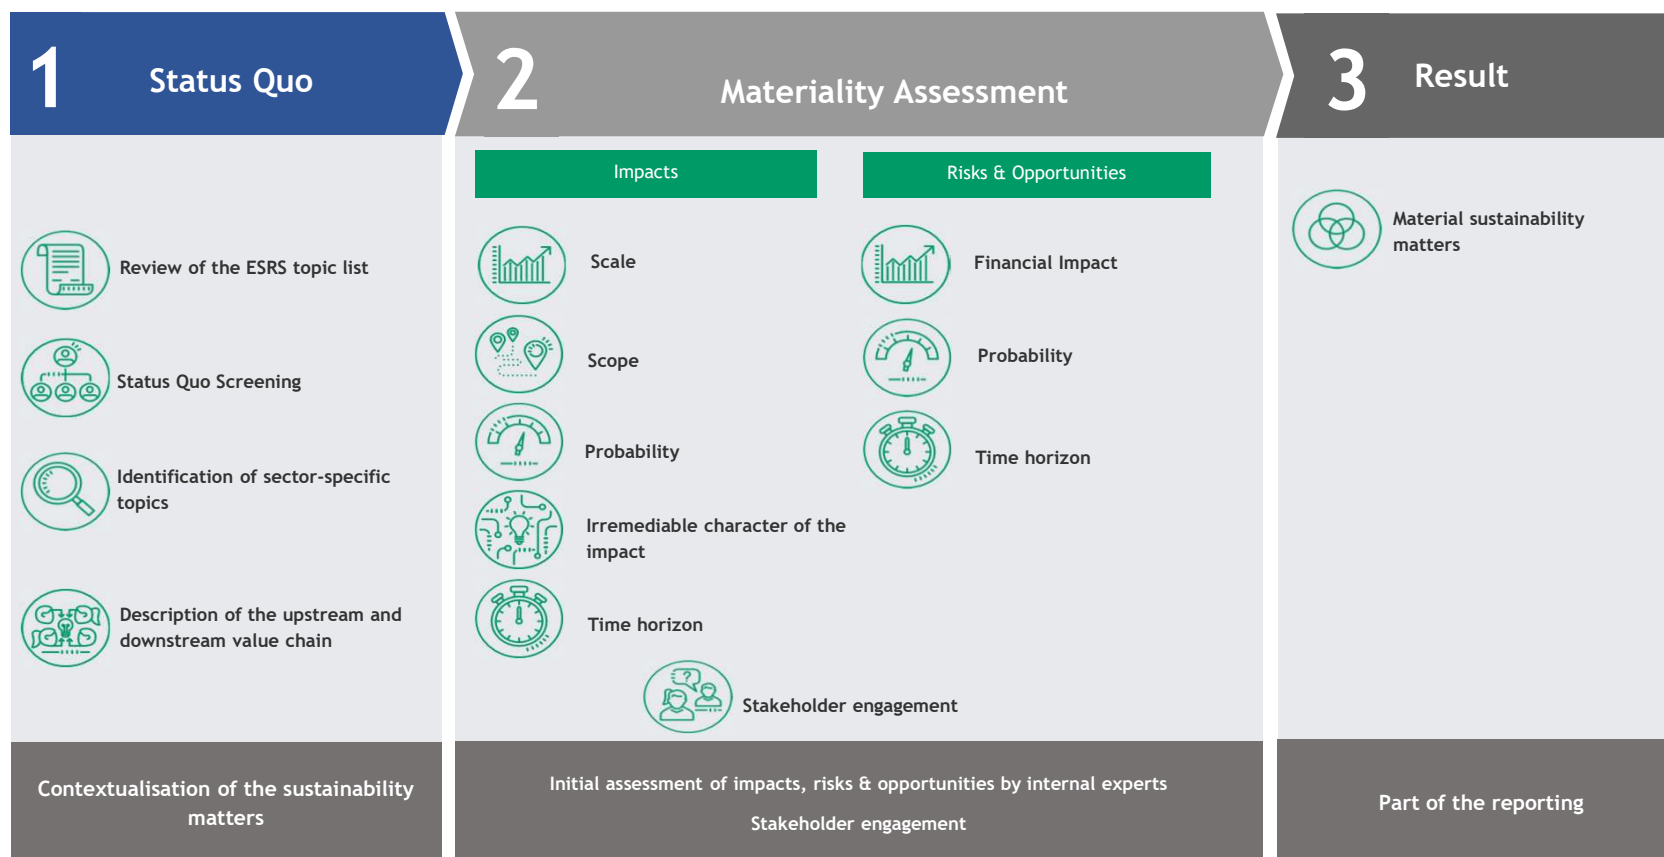 1
Status Quo
Review of the ESRS topic list
Status Quo Screening
Identification of sector-specific
topics
Description of the upstream and
downstream value chain
Contextualisation of the sustainability
matters
2
Materiality Assessment
Impacts
Scale
Scope
Probability
Irremediable character of the
impact
Time horizon
Risks & Opportunities
Financial Impact
Probability
Time horizon
Stakeholder engagement
Initial assessment of impacts, risks & opportunities by internal experts
Stakeholder engagement
3
Result
Material sustainability
matters
Part of the reporting